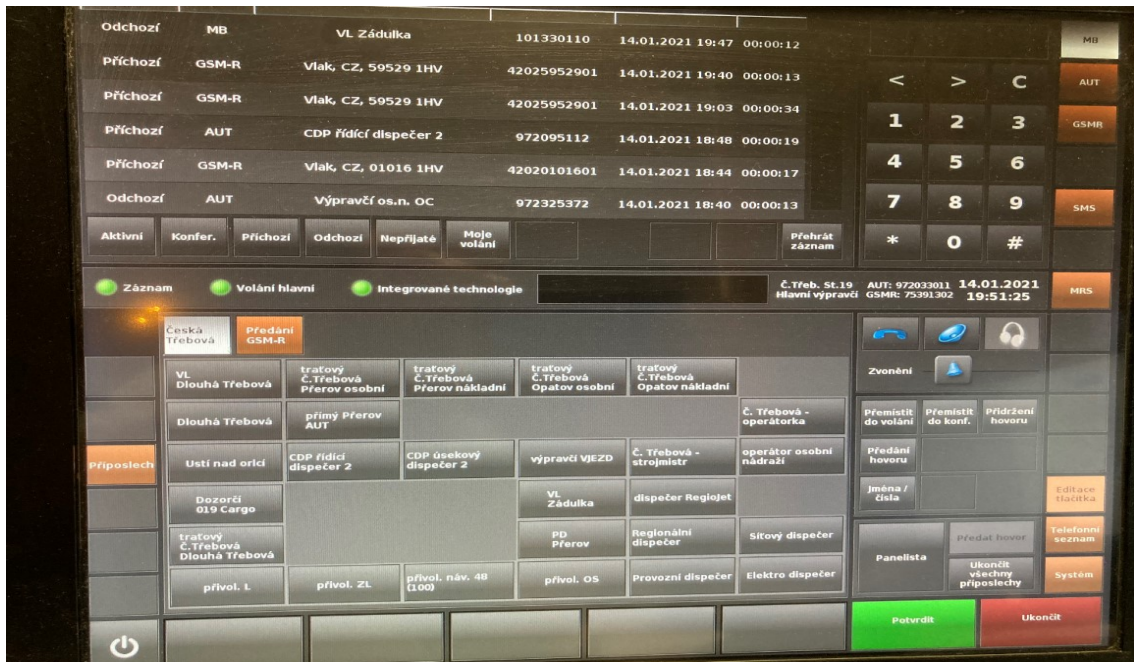 Odchozí MB VL Zádulka 101330110 14.01.2021 19:47 00:00:12
Příchozí GSM-R Vlak, CZ, 59529 1HV 42025952901 14.01.2021 19:40 00:00:13
Příchozí GSM-R Vlak, CZ, 59529 1HV 42025952901 14.01.2021 19:03 00:00:34
Příchozí AUT CDP řídící dispečer 2 972095112 14.01.2021 18:48 00:00:19
Příchozí GSM-R Vlak, CZ, 01016 1HV 42020101601 14.01.2021 18:44 00:00:17
Odchozí AUT Výpravčí os.n. OC 972325372 14.01.2021 18:40 00:00:13
Aktivní Konfer. Příchozí Odchozí Nepřijaté Moje volání Přehrát záznam
MB
< > C AUT
1 2 3 GSMR
4 5 6
7 8 9 SMS
* 0 #
Záznam Volání hlavní Integrované technologie
Č.Třeb. St.19 AUT: 972033011 14.01.2021
Hlavní výpravčí GSMR: 75391302 19:51:25
MRS
Česká Třebová Předání GSM-R
VL Dlouhá Třebová
traťový Č.Třebová Přerov osobní
traťový Č.Třebová Přerov nákladní
traťový Č.Třebová Opatov osobní
traťový Č.Třebová Opatov nákladní
Dlouhá Třebová
přímý Přerov AUT
Č. Třebová - operátorka
Příposlech
Ustí nad orlicí
CDP řídící dispečer 2
CDP úsekový dispečer 2
výpravčí VJEZD
Č. Třebová - strojmistr
operátor osobní nádraží
Dozorčí 019 Cargo
VL Zádulka
dispečer RegioJet
traťový Č.Třebová Dlouhá Třebová
PD Přerov
Regionální dispečer
Síťový dispečer
přivol. L
přivol. ZL
přivol. náv. 48 (100)
přivol. OS
Provozní dispečer
Elektro dispečer
Zvonění
Přemístit do volání
Přemístit do konf.
Přidržení hovoru
Předání hovoru
Jména / čísla
Editace tlačítka
Panelista
Předat hovor
Telefonní seznam
Ukončit všechny příposlechy
Systém
Potvrdit
Ukončit